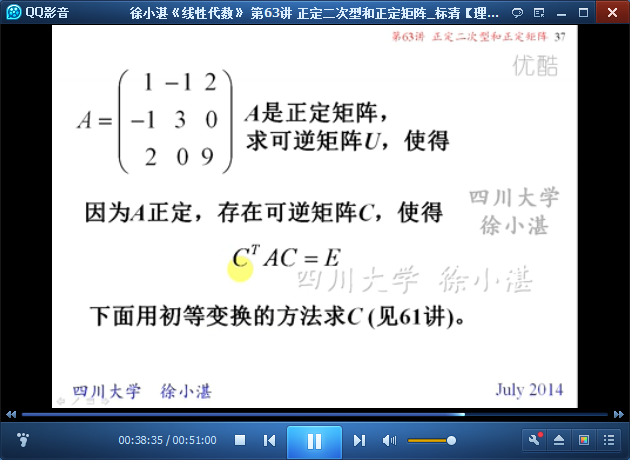 QQ影音
徐小湛《线性代数》 第63讲 正定二次型和正定矩阵_标清【理...
第63讲 正定二次型和正定矩阵 37
优酷
A =
1 −1 2
−1 3 0
2 0 9
A是正定矩阵，
求可逆矩阵U，使得
因为A正定，存在可逆矩阵C，使得
四川大学
徐小湛
C^T AC = E
四川大学 徐小湛
下面用初等变换的方法求C (见61讲)。
四川大学 徐小湛
July 2014
00:38:35 / 00:51:00